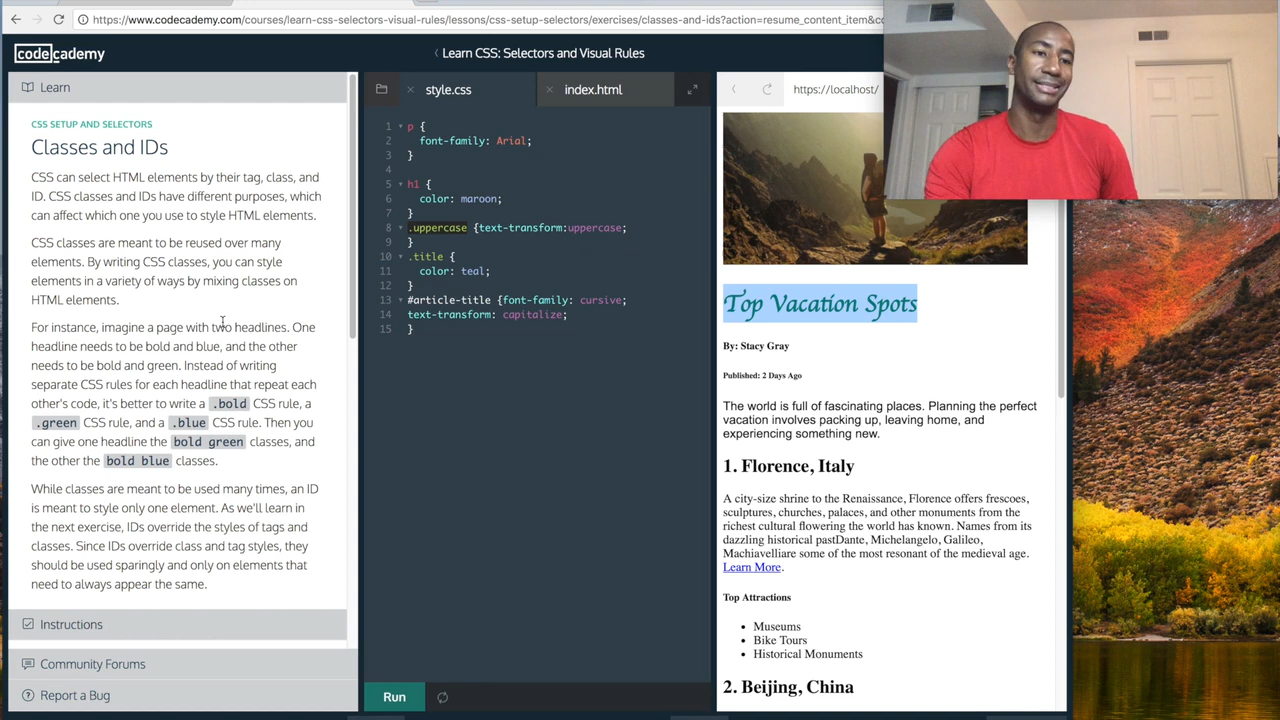 https://www.codecademy.com/courses/learn-css-selectors-visual-rules/lessons/css-setup-selectors/exercises/classes-and-ids?action=resume_content_item&co
codecademy
Learn CSS: Selectors and Visual Rules
Learn
CSS SETUP AND SELECTORS
Classes and IDs
CSS can select HTML elements by their tag, class, and
ID. CSS classes and IDs have different purposes, which
can affect which one you use to style HTML elements.
CSS classes are meant to be reused over many
elements. By writing CSS classes, you can style
elements in a variety of ways by mixing classes on
HTML elements.
For instance, imagine a page with two headlines. One
headline needs to be bold and blue, and the other
needs to be bold and green. Instead of writing
separate CSS rules for each headline that repeat each
other's code, it's better to write a .bold CSS rule, a
.green CSS rule, and a .blue CSS rule. Then you
can give one headline the bold green classes, and
the other the bold blue classes.
While classes are meant to be used many times, an ID
is meant to style only one element. As we'll learn in
the next exercise, IDs override the styles of tags and
classes. Since IDs override class and tag styles, they
should be used sparingly and only on elements that
need to always appear the same.
Instructions
Community Forums
Report a Bug
style.css
index.html
1 p {
2 font-family: Arial;
3 }
4
5 h1 {
6 color: maroon;
7 }
8 .uppercase {text-transform:uppercase;
9 }
10 .title {
11 color: teal;
12 }
13 #article-title {font-family: cursive;
14 text-transform: capitalize;
15 }
Run
https://localhost/
Top Vacation Spots
By: Stacy Gray
Published: 2 Days Ago
The world is full of fascinating places. Planning the perfect
vacation involves packing up, leaving home, and
experiencing something new.
1. Florence, Italy
A city-size shrine to the Renaissance, Florence offers frescoes,
sculptures, churches, palaces, and other monuments from the
richest cultural flowering the world has known. Names from its
dazzling historical pastDante, Michelangelo, Galileo,
Machiavelliare some of the most resonant of the medieval age.
Learn More.
Top Attractions
Museums
Bike Tours
Historical Monuments
2. Beijing, China